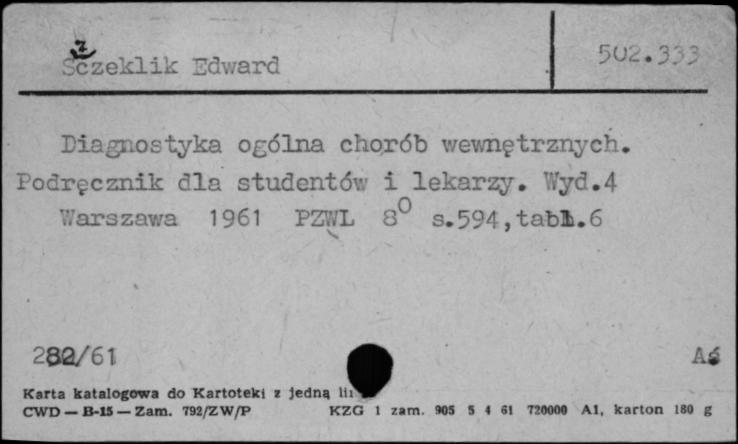 Szczeklik Edward
502.333
Diagnostyka ogólna chorób wewnętrznych.
Podręcznik dla studentów i lekarzy. Wyd.4
Warszawa 1961 PZWL 8⁰ s.594,tabl.6
282/61
Aś
Karta katalogowa do Kartoteki z jedną
CWD — B-15 — Zam. 792/ZW/P
KZG 1 zam. 905 5 4 61 720000 A1, karton 180 g